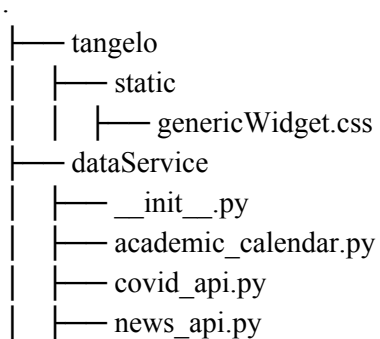 .
├── tangelo
│   ├── static
│   │   ├── genericWidget.css
├── dataService
│   ├── __init__.py
│   ├── academic_calendar.py
│   ├── covid_api.py
│   ├── news_api.py